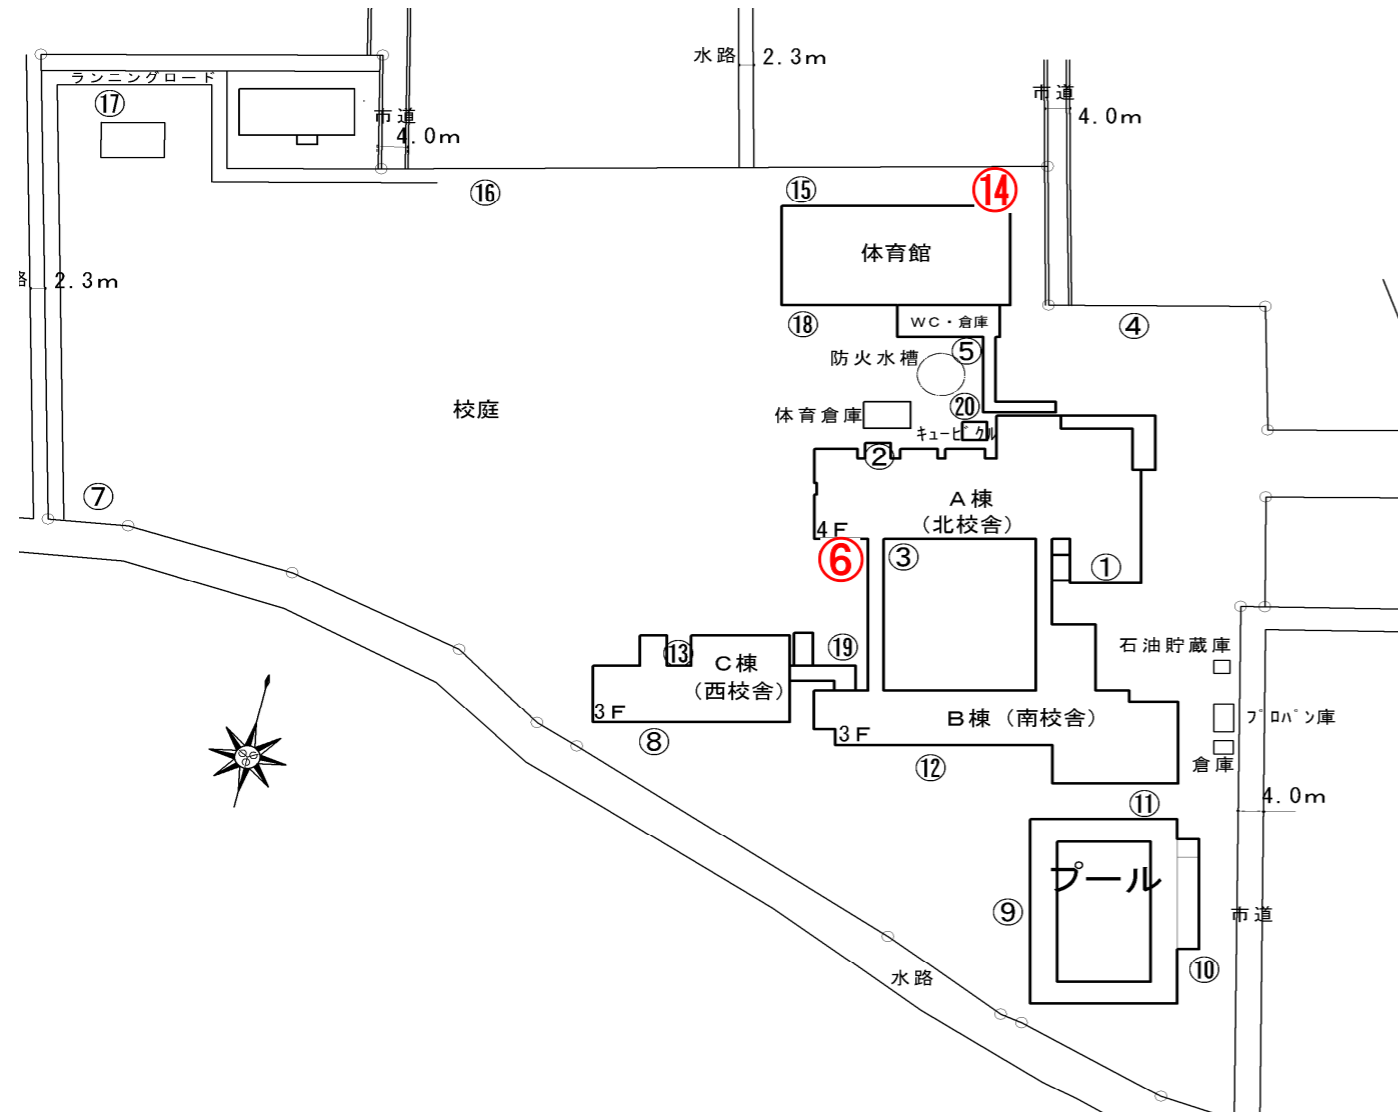 水路 2.3m
ランニングロード
⑰
市道
4.0m
市道
4.0m
⑯
⑮
⑭
体育館
路 2.3m
⑱
WC・倉庫
④
防火水槽
⑤
校庭
体育倉庫
⑳
キュービクル
②
⑦
A棟
(北校舎)
4F
⑥
③
①
⑬
C棟
(西校舎)
⑲
石油貯蔵庫
3F
B棟(南校舎)
プロパン庫
⑧
3F
⑫
倉庫
⑪
4.0m
プール
⑨
市道
⑩
水路